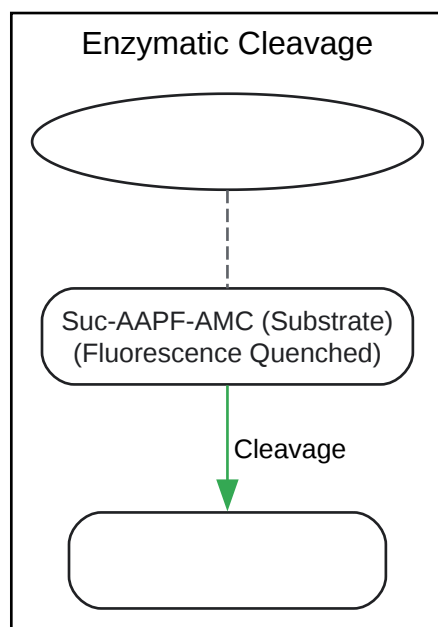 Enzymatic Cleavage
Suc-AAPF-AMC (Substrate)
(Fluorescence Quenched)
Cleavage